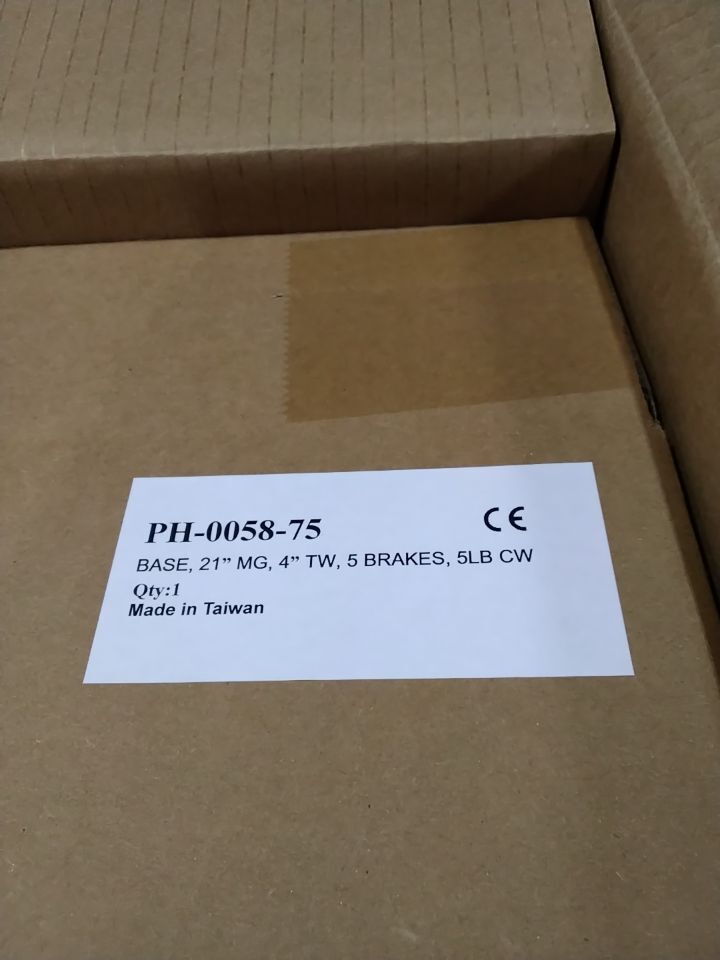 PH-0058-75 CE
BASE, 21” MG, 4” TW, 5 BRAKES, 5LB CW
Qty:1
Made in Taiwan